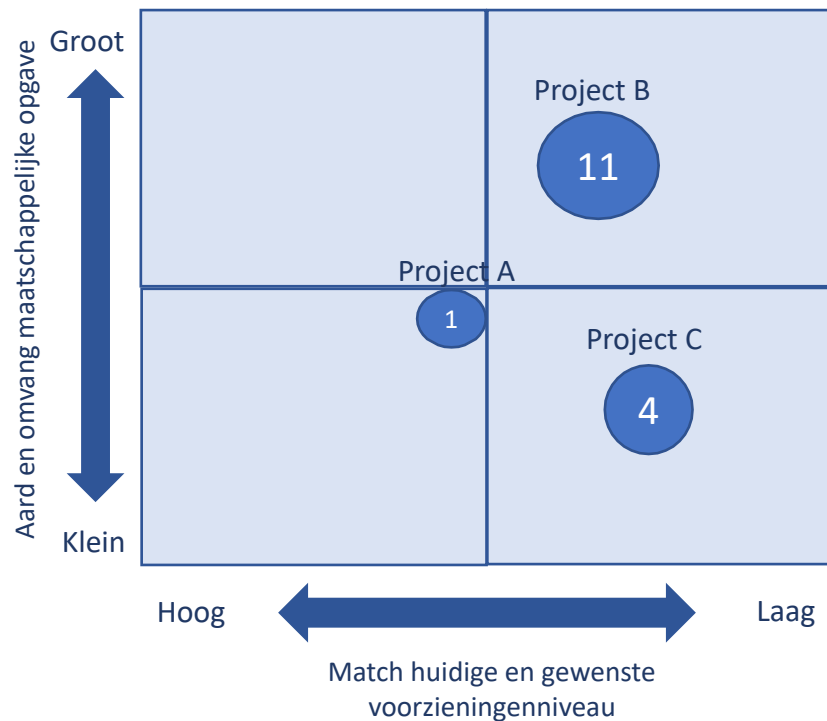 Groot
Aard en omvang maatschappelijke opgave
Klein
Project B
11
Project A
1
Project C
4
Hoog
Laag
Match huidige en gewenste
voorzieningenniveau